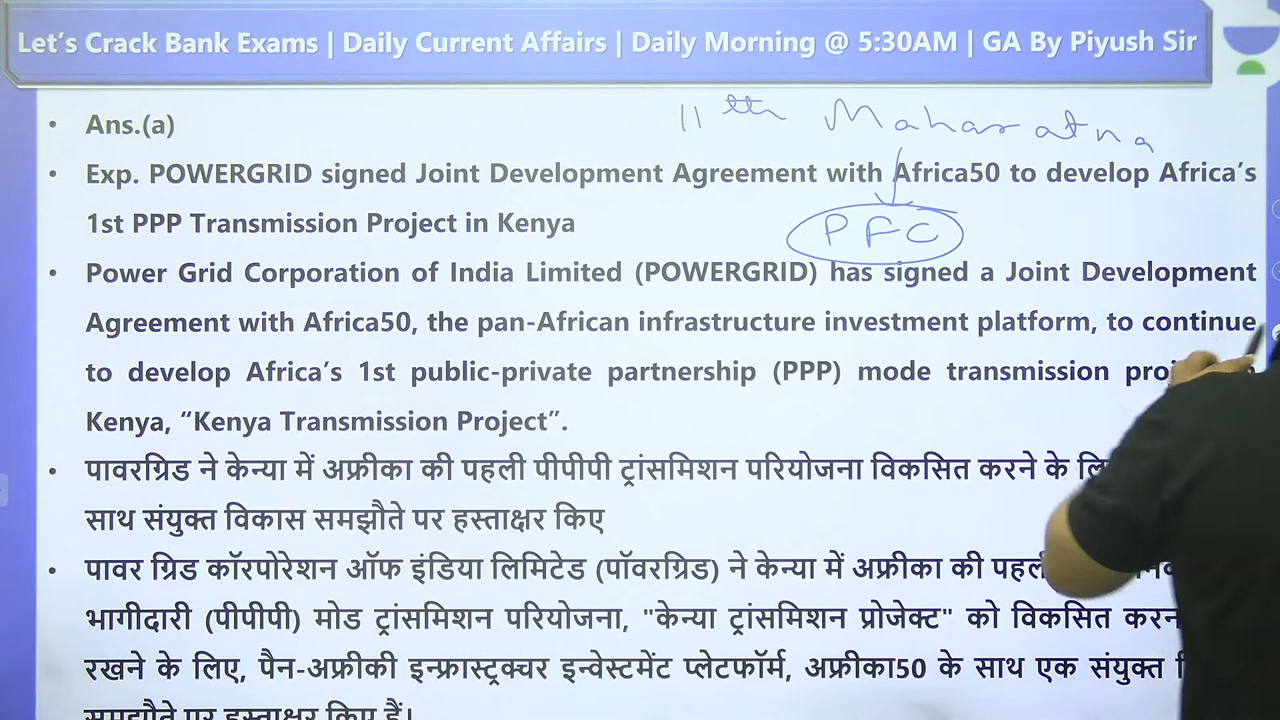 Let's Crack Bank Exams | Daily Current Affairs | Daily Morning @ 5:30AM | GA By Piyush Sir
11th Maharatna
• Ans.(a)
• Exp. POWERGRID signed Joint Development Agreement with Africa50 to develop Africa's
1st PPP Transmission Project in Kenya
PFC
• Power Grid Corporation of India Limited (POWERGRID) has signed a Joint Development
Agreement with Africa50, the pan-African infrastructure investment platform, to continue
to develop Africa's 1st public-private partnership (PPP) mode transmission
Kenya, “Kenya Transmission Project”.
• पावरग्रिड ने केन्या में अफ्रीका की पहली पीपीपी ट्रांसमिशन परियोजना विकसित करने के
साथ संयुक्त विकास समझौते पर हस्ताक्षर किए
• पावर ग्रिड कॉरपोरेशन ऑफ इंडिया लिमिटेड (पॉवरग्रिड) ने केन्या में अफ्रीका की पहली
भागीदारी (पीपीपी) मोड ट्रांसमिशन परियोजना, "केन्या ट्रांसमिशन प्रोजेक्ट" को विकसित
रखने के लिए, पैन-अफ्रीकी इन्फ्रास्ट्रक्चर इन्वेस्टमेंट प्लेटफॉर्म, अफ्रीका50 के साथ एक संयुक्त
समझौते पर हस्ताक्षर किए हैं।